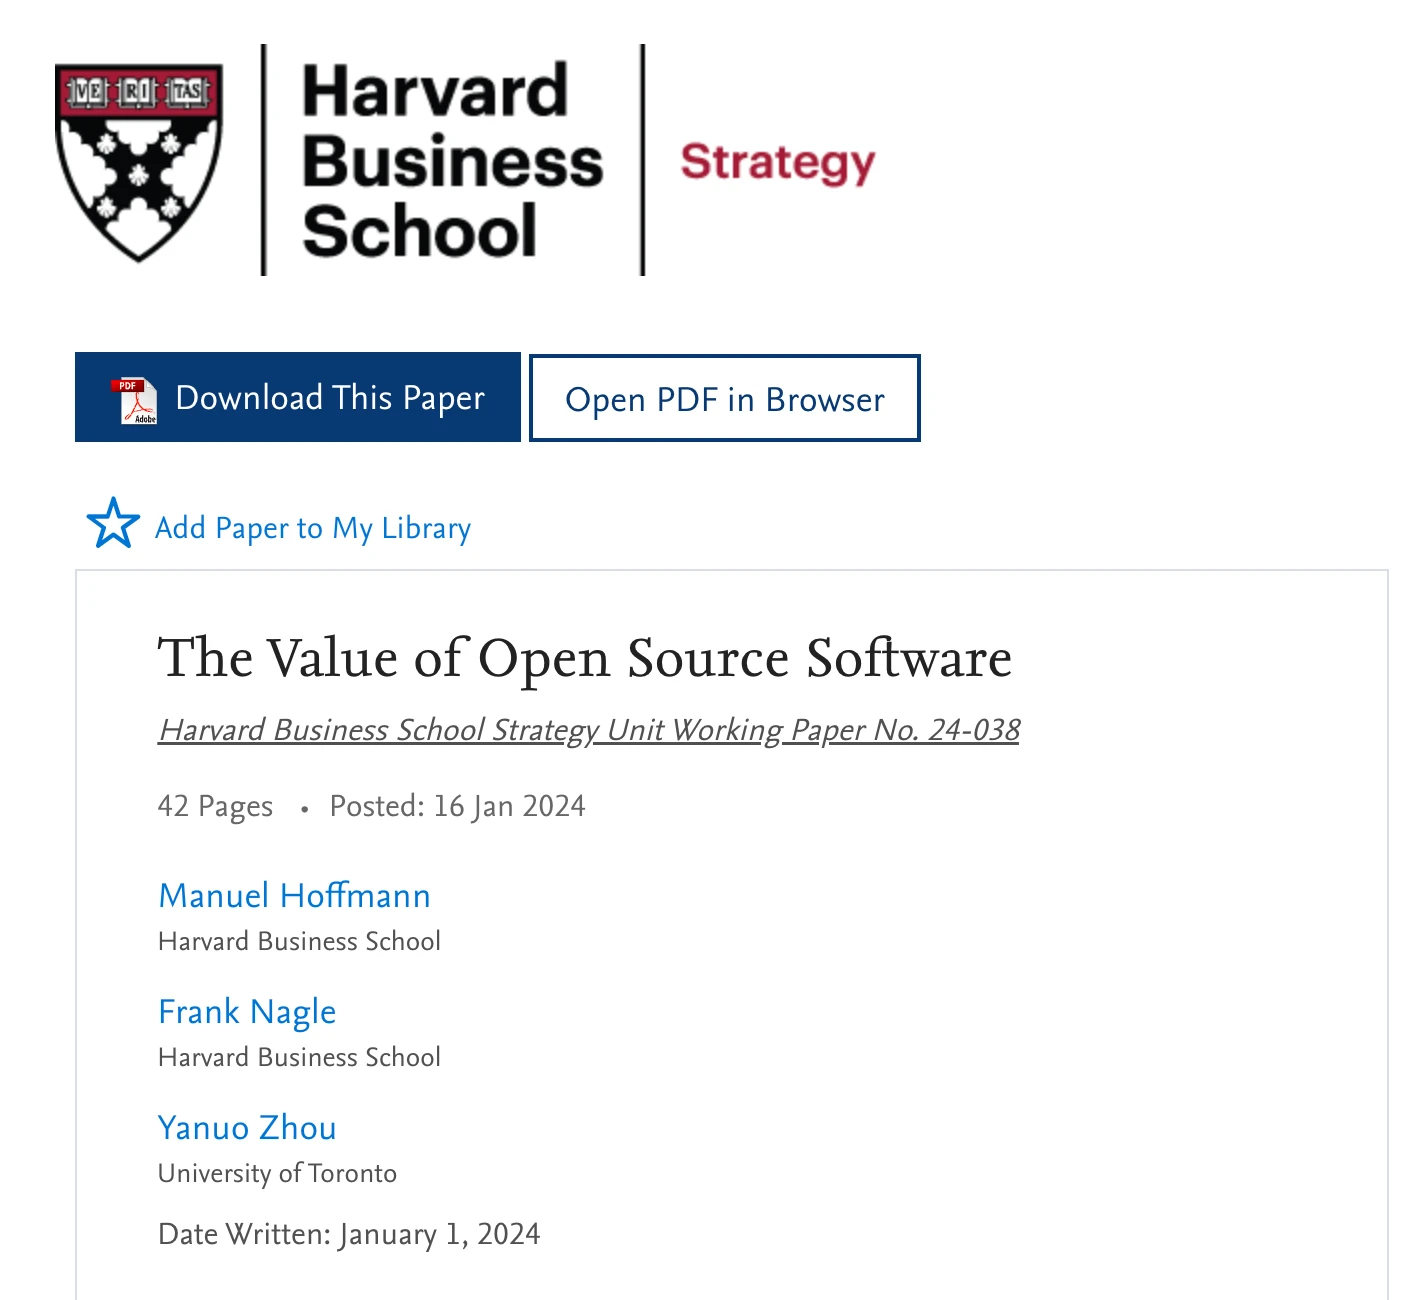 VE RI TAS
Harvard
Business
School
Strategy
PDF
Adobe
Download This Paper
Open PDF in Browser
Add Paper to My Library
The Value of Open Source Software
Harvard Business School Strategy Unit Working Paper No. 24-038
42 Pages • Posted: 16 Jan 2024
Manuel Hoffmann
Harvard Business School
Frank Nagle
Harvard Business School
Yanuo Zhou
University of Toronto
Date Written: January 1, 2024